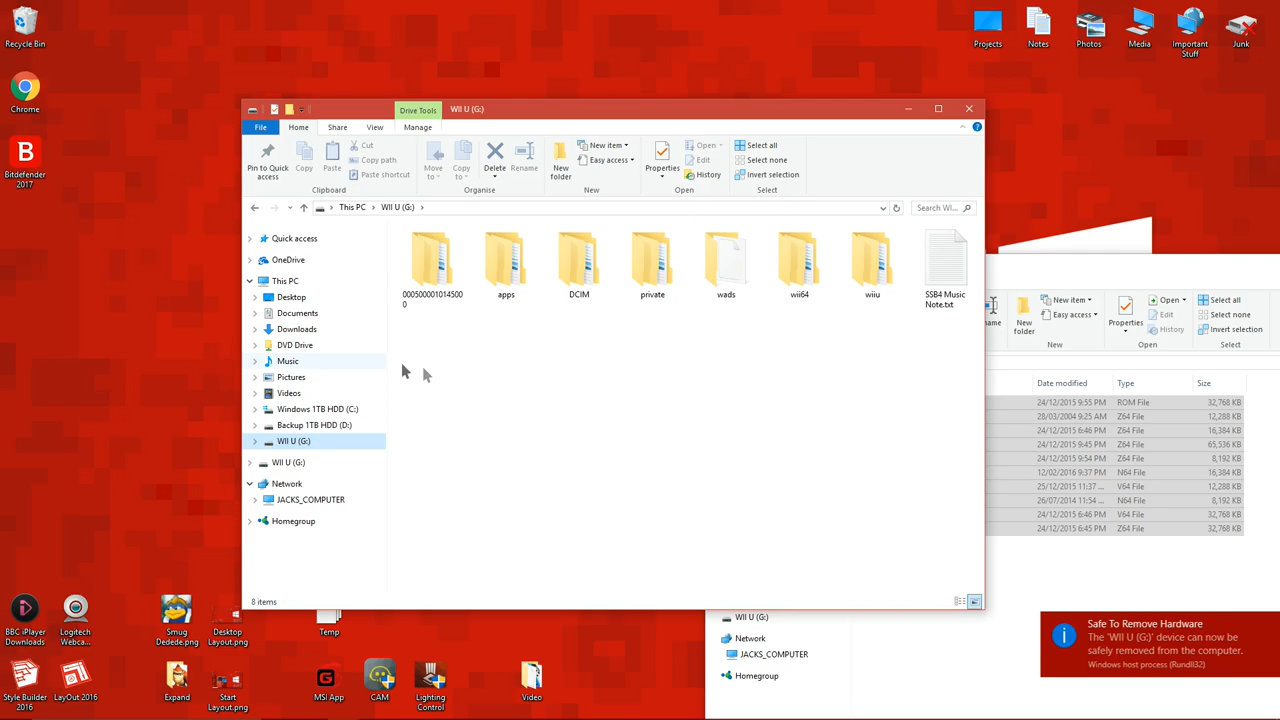 Recycle Bin
Chrome
Bitdefender
2017
Projects
Notes
Photos
Media
Important
Stuff
Junk
Drive Tools
WII U (G:)
File
Home
Share
View
Manage
Pin to Quick
access
Copy
Paste
Cut
Copy path
Paste shortcut
Clipboard
Move
to
Copy
to
Delete
Rename
Organise
New
folder
New item
Easy access
New
Properties
Open
Edit
History
Open
Select all
Select none
Invert selection
Select
This PC
WII U (G:)
Search WI...
Quick access
OneDrive
This PC
Desktop
Documents
Downloads
DVD Drive
Music
Pictures
Videos
Windows 1TB HDD (C:)
Backup 1TB HDD (D:)
WII U (G:)
WII U (G:)
Network
JACKS_COMPUTER
Homegroup
000500001014500
0
apps
DCIM
private
wads
wii64
wiiu
SSB4 Music
Note.txt
8 items
name
New
folder
New item
Easy access
New
Properties
Open
Edit
History
Open
Select all
Select none
Invert selection
Select
Date modified Type Size
24/12/2015 9:55 PM ROM File 32,768 KB
28/03/2004 9:25 AM Z64 File 12,288 KB
24/12/2015 6:46 PM Z64 File 16,384 KB
24/12/2015 9:45 PM Z64 File 65,536 KB
24/12/2015 9:54 PM Z64 File 8,192 KB
12/02/2016 9:37 PM N64 File 16,384 KB
25/12/2015 11:37 ... V64 File 12,288 KB
26/07/2014 11:54 ... N64 File 8,192 KB
24/12/2015 6:46 PM V64 File 32,768 KB
24/12/2015 6:45 PM Z64 File 32,768 KB
WII U (G:)
Network
JACKS_COMPUTER
Homegroup
Safe To Remove Hardware
The 'WII U (G:)' device can now be
safely removed from the computer.
Windows host process (Rundll32)
BBC iPlayer
Downloads
Logitech
Webca...
Smug
Dedede.png
Desktop
Layout.png
Temp
Style Builder
2016
LayOut 2016
Expand
Start
Layout.png
MSI App
CAM
Lighting
Control
Video